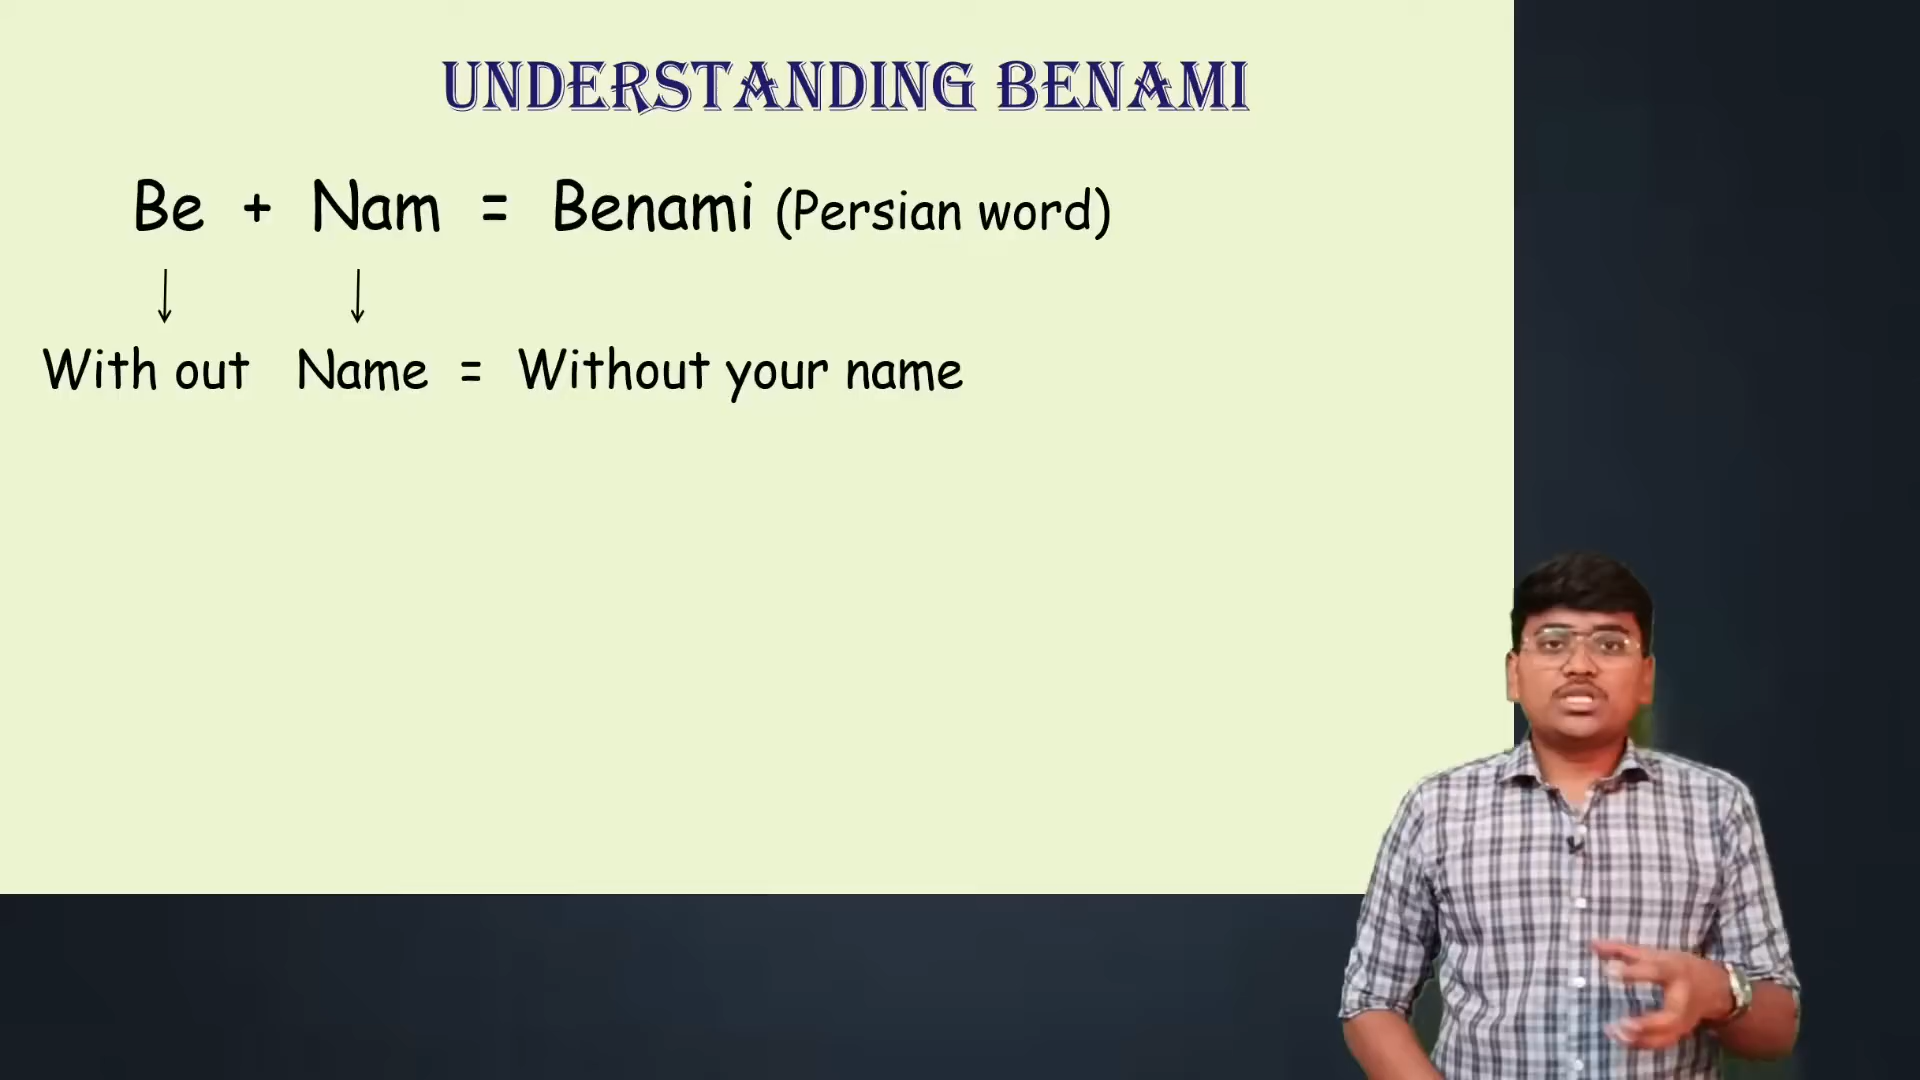 UNDERSTANDING BENAMI
Be + Nam = Benami (Persian word)
With out Name = Without your name